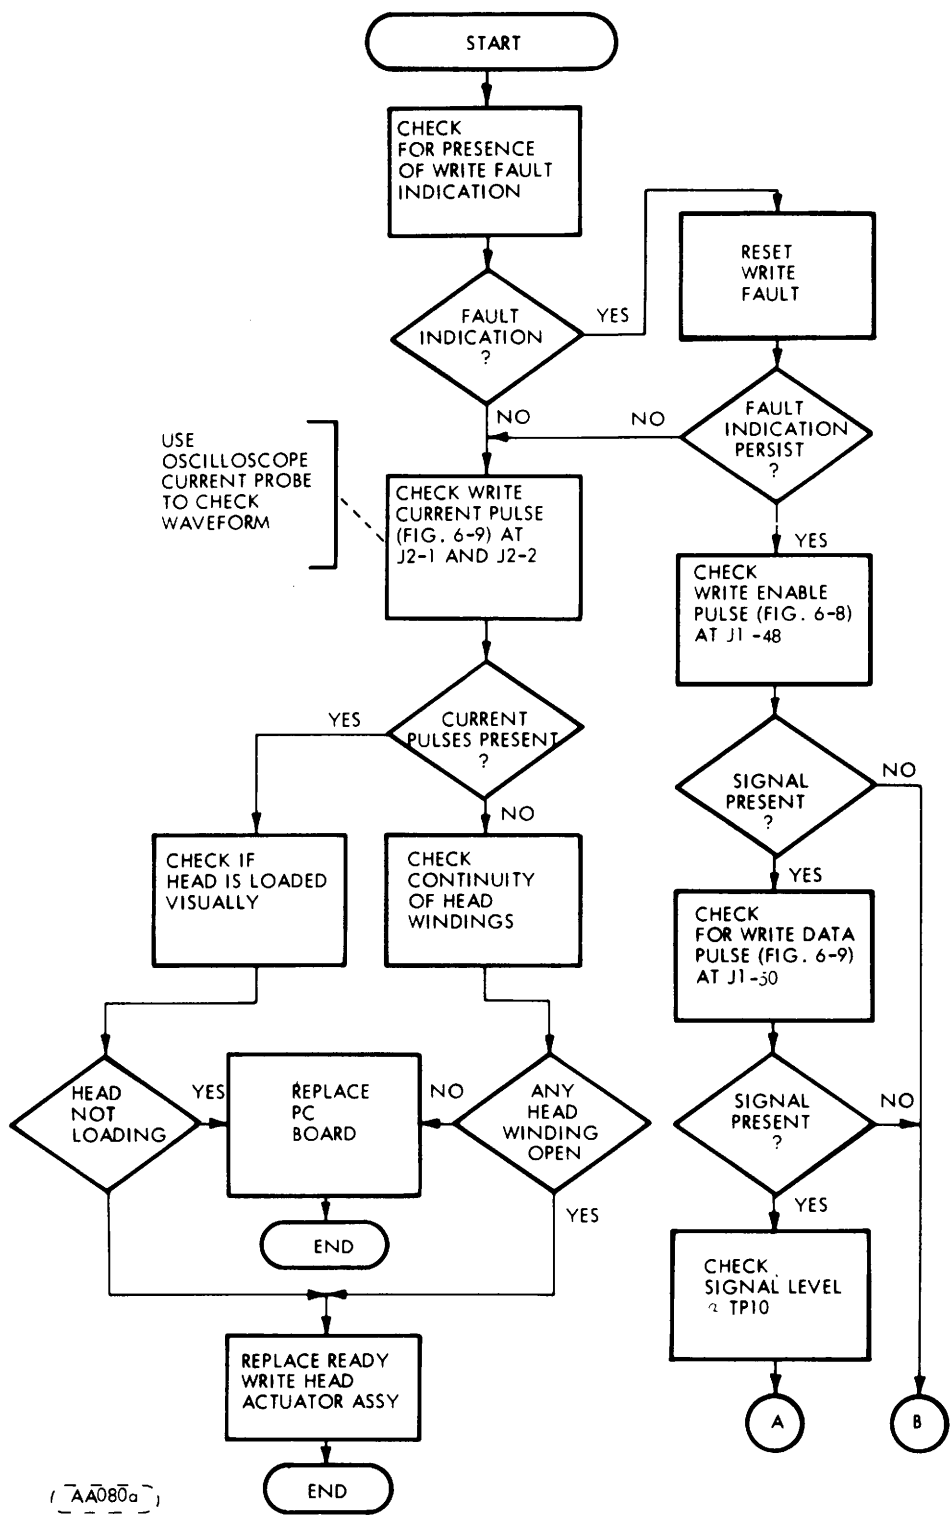 START
CHECK
FOR PRESENCE
OF WRITE FAULT
INDICATION
RESET
WRITE
FAULT
FAULT
INDICATION
?
YES
NO
FAULT
INDICATION
PERSIST
?
NO
YES
USE
OSCILLOSCOPE
CURRENT PROBE
TO CHECK
WAVEFORM
CHECK WRITE
CURRENT PULSE
(FIG. 6-9) AT
J2-1 AND J2-2
CHECK
WRITE ENABLE
PULSE (FIG. 6-8)
AT J1-48
CURRENT
PULSES PRESENT
?
YES
NO
SIGNAL
PRESENT
?
NO
YES
CHECK IF
HEAD IS LOADED
VISUALLY
CHECK
CONTINUITY
OF HEAD
WINDINGS
CHECK
FOR WRITE DATA
PULSE (FIG. 6-9)
AT J1-50
HEAD
NOT
LOADING
YES
REPLACE
PC
BOARD
NO
ANY
HEAD
WINDING
OPEN
YES
SIGNAL
PRESENT
?
NO
YES
END
CHECK
SIGNAL LEVEL
TP10
REPLACE READY
WRITE HEAD
ACTUATOR ASSY
END
A
B
AA080a